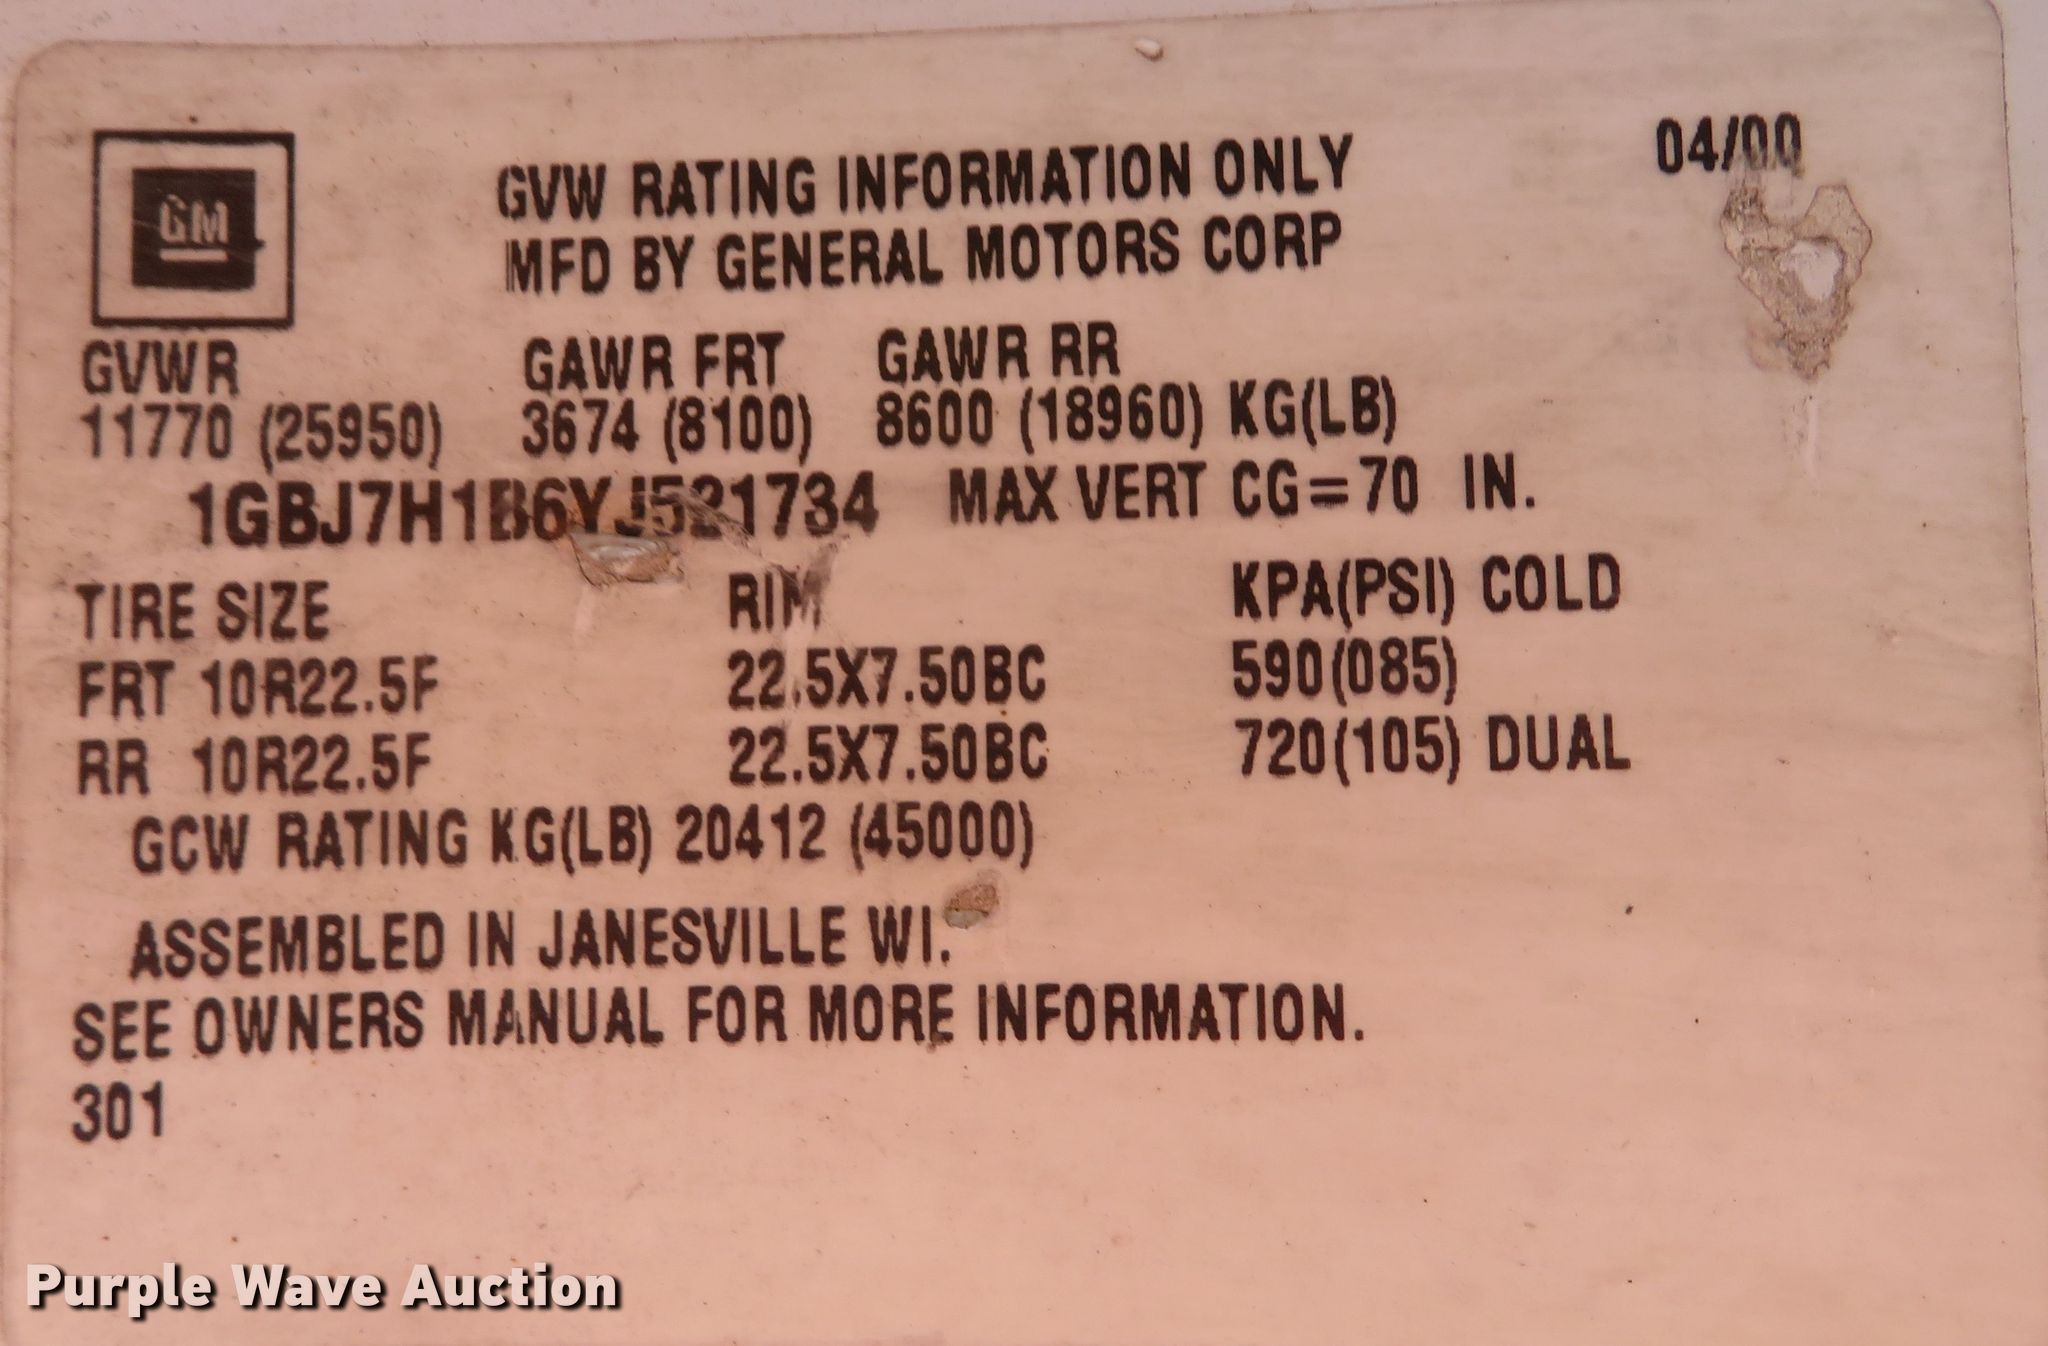 04/00
GM
GVW RATING INFORMATION ONLY
MFD BY GENERAL MOTORS CORP
GVWR GAWR FRT GAWR RR
11770 (25950) 3674 (8100) 8600 (18960) KG(LB)
1GBJ7H1B6YJ521734 MAX VERT CG=70 IN.
TIRE SIZE RIM KPA(PSI) COLD
FRT 10R22.5F 22.5X7.50BC 590(085)
RR 10R22.5F 22.5X7.50BC 720(105) DUAL
GCW RATING KG(LB) 20412 (45000)
ASSEMBLED IN JANESVILLE WI.
SEE OWNERS MANUAL FOR MORE INFORMATION.
301
Purple Wave Auction